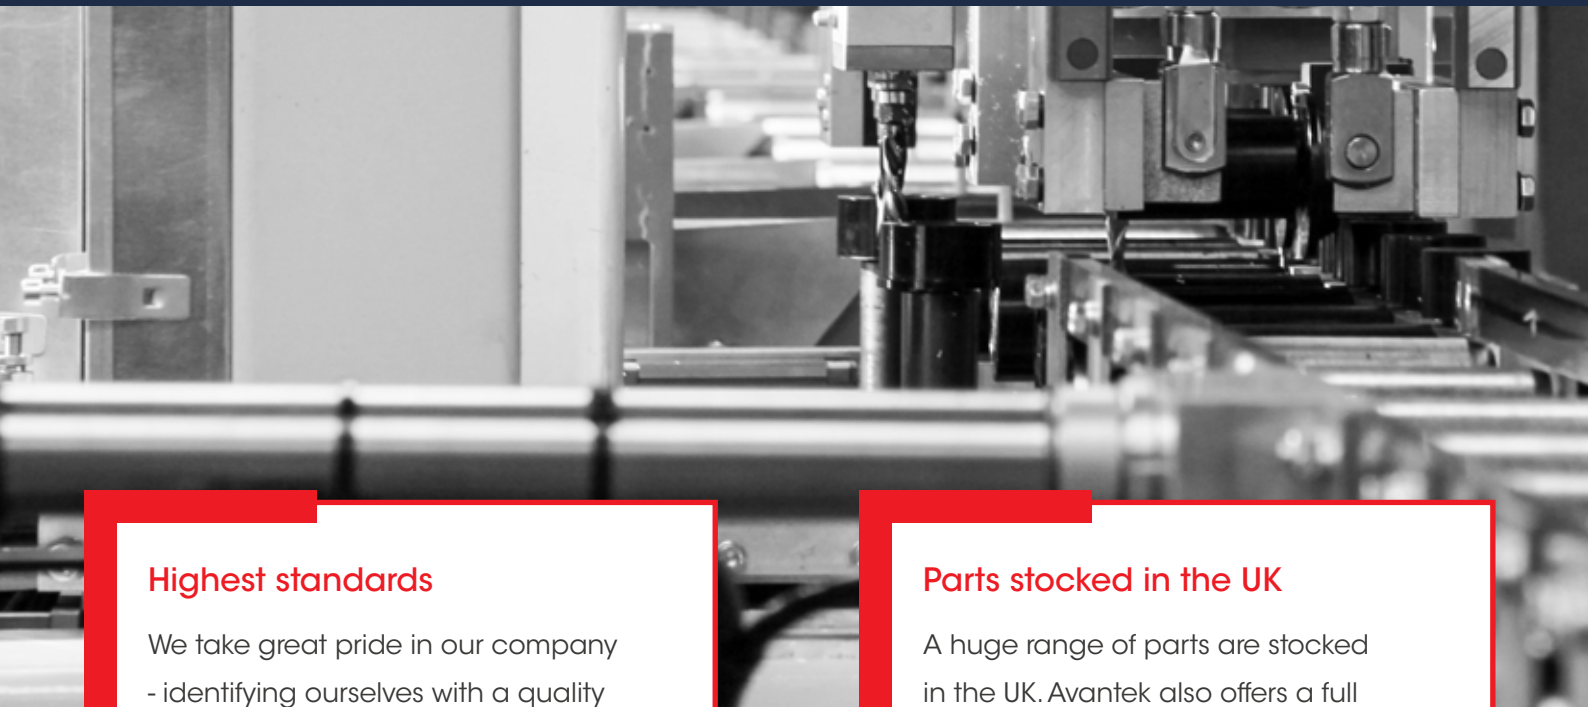 Highest standards
We take great pride in our company
- identifying ourselves with a quality
Parts stocked in the UK
A huge range of parts are stocked
in the UK. Avantek also offers a full